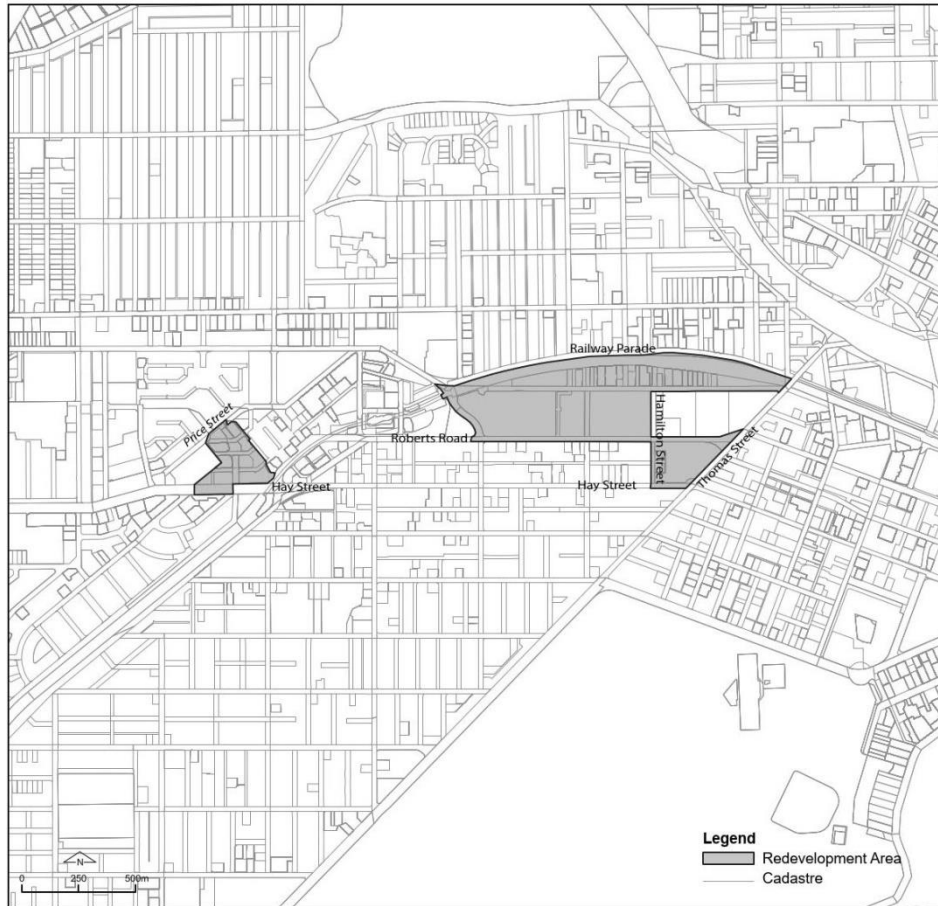 Railway Parade
Price Street
Hamilton Street
Roberts Road
Thomas Street
Hay Street
Hay Street
Legend
Redevelopment Area
Cadastre
N
0 250 500m